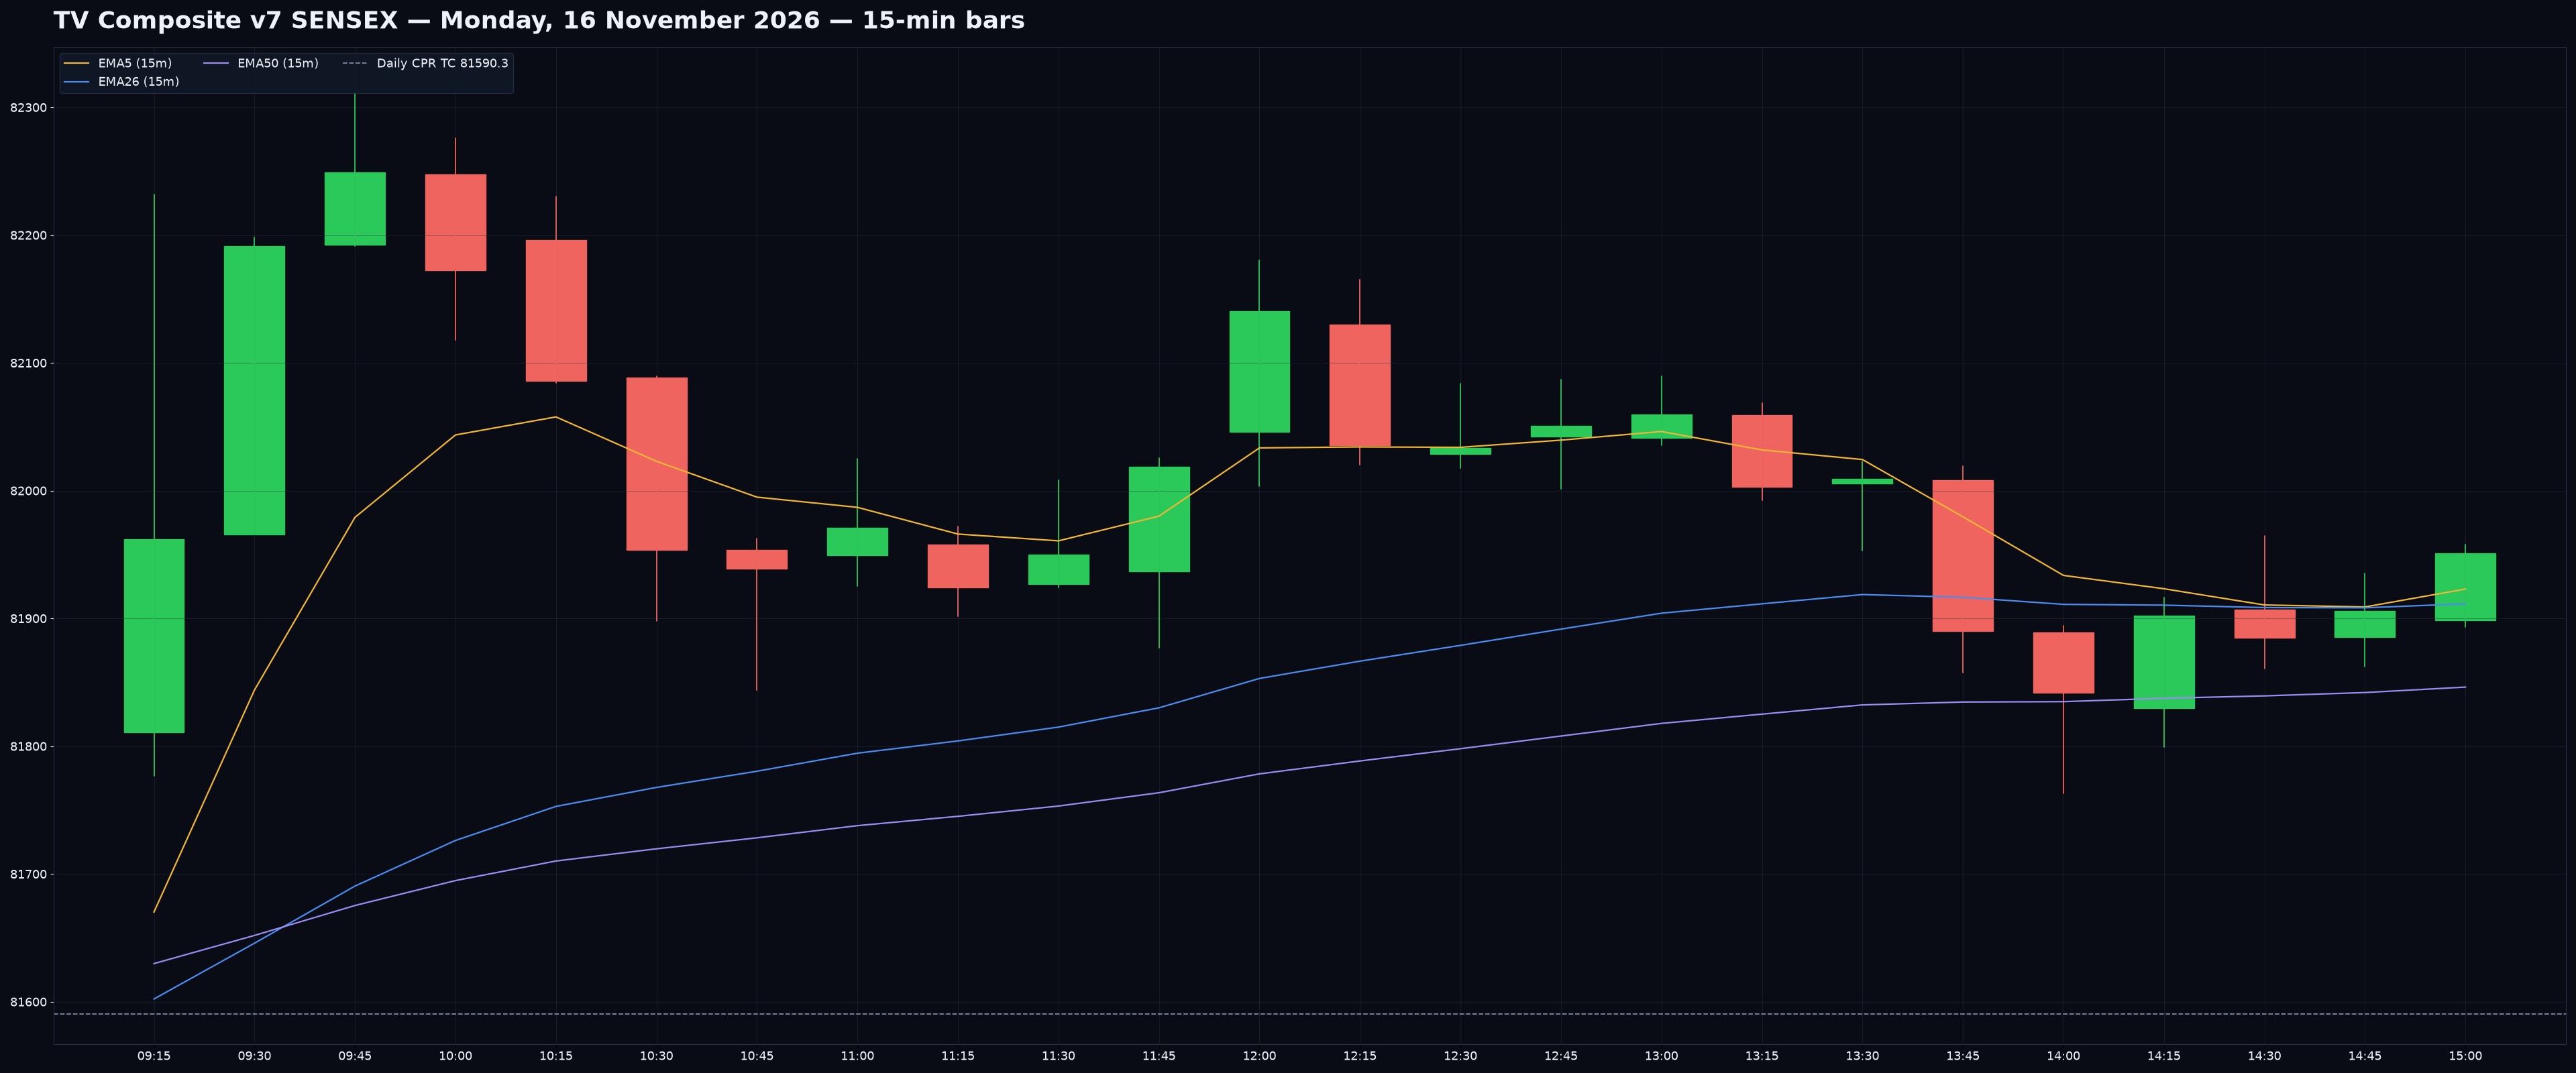 TV Composite v7 SENSEX — Monday, 16 November 2026 — 15-min bars
EMA5 (15m) EMA50 (15m) Daily CPR TC 81590.3
EMA26 (15m)
82300
82200
82100
82000
81900
81800
81700
81600
09:15 09:30 09:45 10:00 10:15 10:30 10:45 11:00 11:15 11:30 11:45 12:00 12:15 12:30 12:45 13:00 13:15 13:30 13:45 14:00 14:15 14:30 14:45 15:00